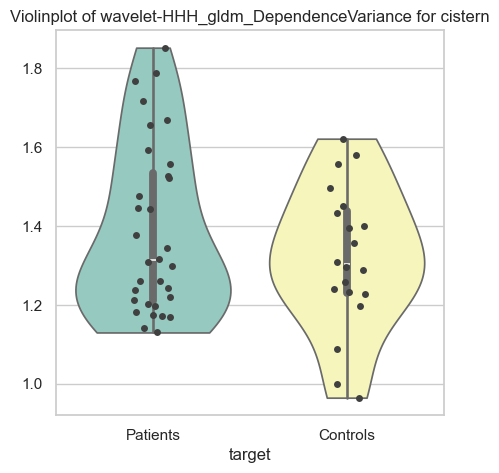 Violinplot of wavelet-HHH_gldm_DependenceVariance for cistern
1.8
1.6
1.4
1.2
1.0
Patients
Controls
target